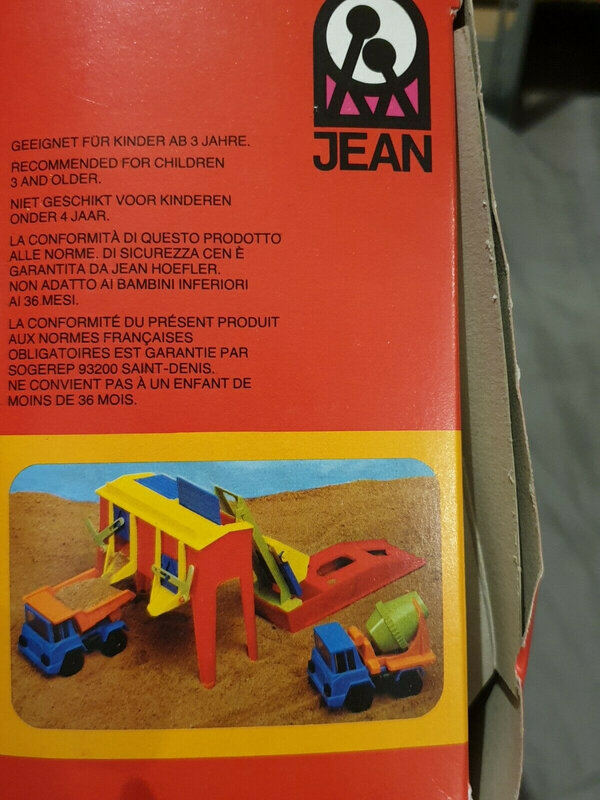 JEAN
GEEIGNET FÜR KINDER AB 3 JAHRE.
RECOMMENDED FOR CHILDREN
3 AND OLDER.
NIET GESCHIKT VOOR KINDEREN
ONDER 4 JAAR.
LA CONFORMITÀ DI QUESTO PRODOTTO
ALLE NORME. DI SICUREZZA CEN È
GARANTITA DA JEAN HOEFLER.
NON ADATTO AI BAMBINI INFERIORI
AI 36 MESI.
LA CONFORMITÉ DU PRÉSENT PRODUIT
AUX NORMES FRANÇAISES
OBLIGATOIRES EST GARANTIE PAR
SOGEREP 93200 SAINT-DENIS.
NE CONVIENT PAS À UN ENFANT DE
MOINS DE 36 MOIS.